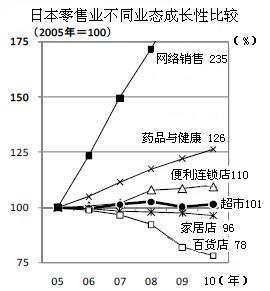 日本零售业不同业态成长性比较
(2005年＝100)
(%)
175
网络销售 235
150
药品与健康 126
125
便利连锁店110
超市101
100
家居店 96
百货店 78
75
05 06 07 08 09 10(年)